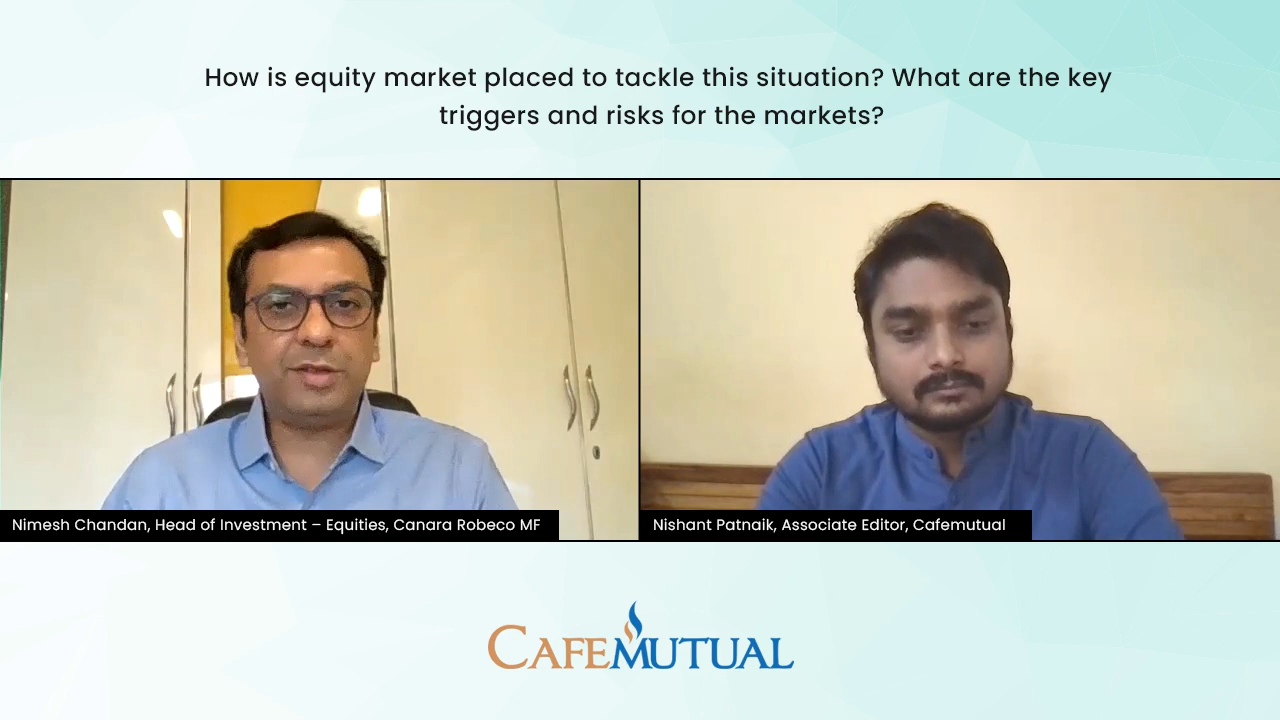 How is equity market placed to tackle this situation? What are the key
triggers and risks for the markets?
Nimesh Chandan, Head of Investment – Equities, Canara Robeco MF
Nishant Patnaik, Associate Editor, Cafemutual
CAFEMUTUAL